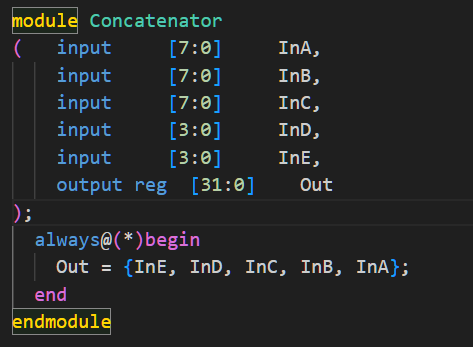 module Concatenator
(   input     [7:0]     InA,
    input     [7:0]     InB,
    input     [7:0]     InC,
    input     [3:0]     InD,
    input     [3:0]     InE,
    output reg  [31:0]    Out
);
  always@(*)begin
    Out = {InE, InD, InC, InB, InA};
  end
endmodule